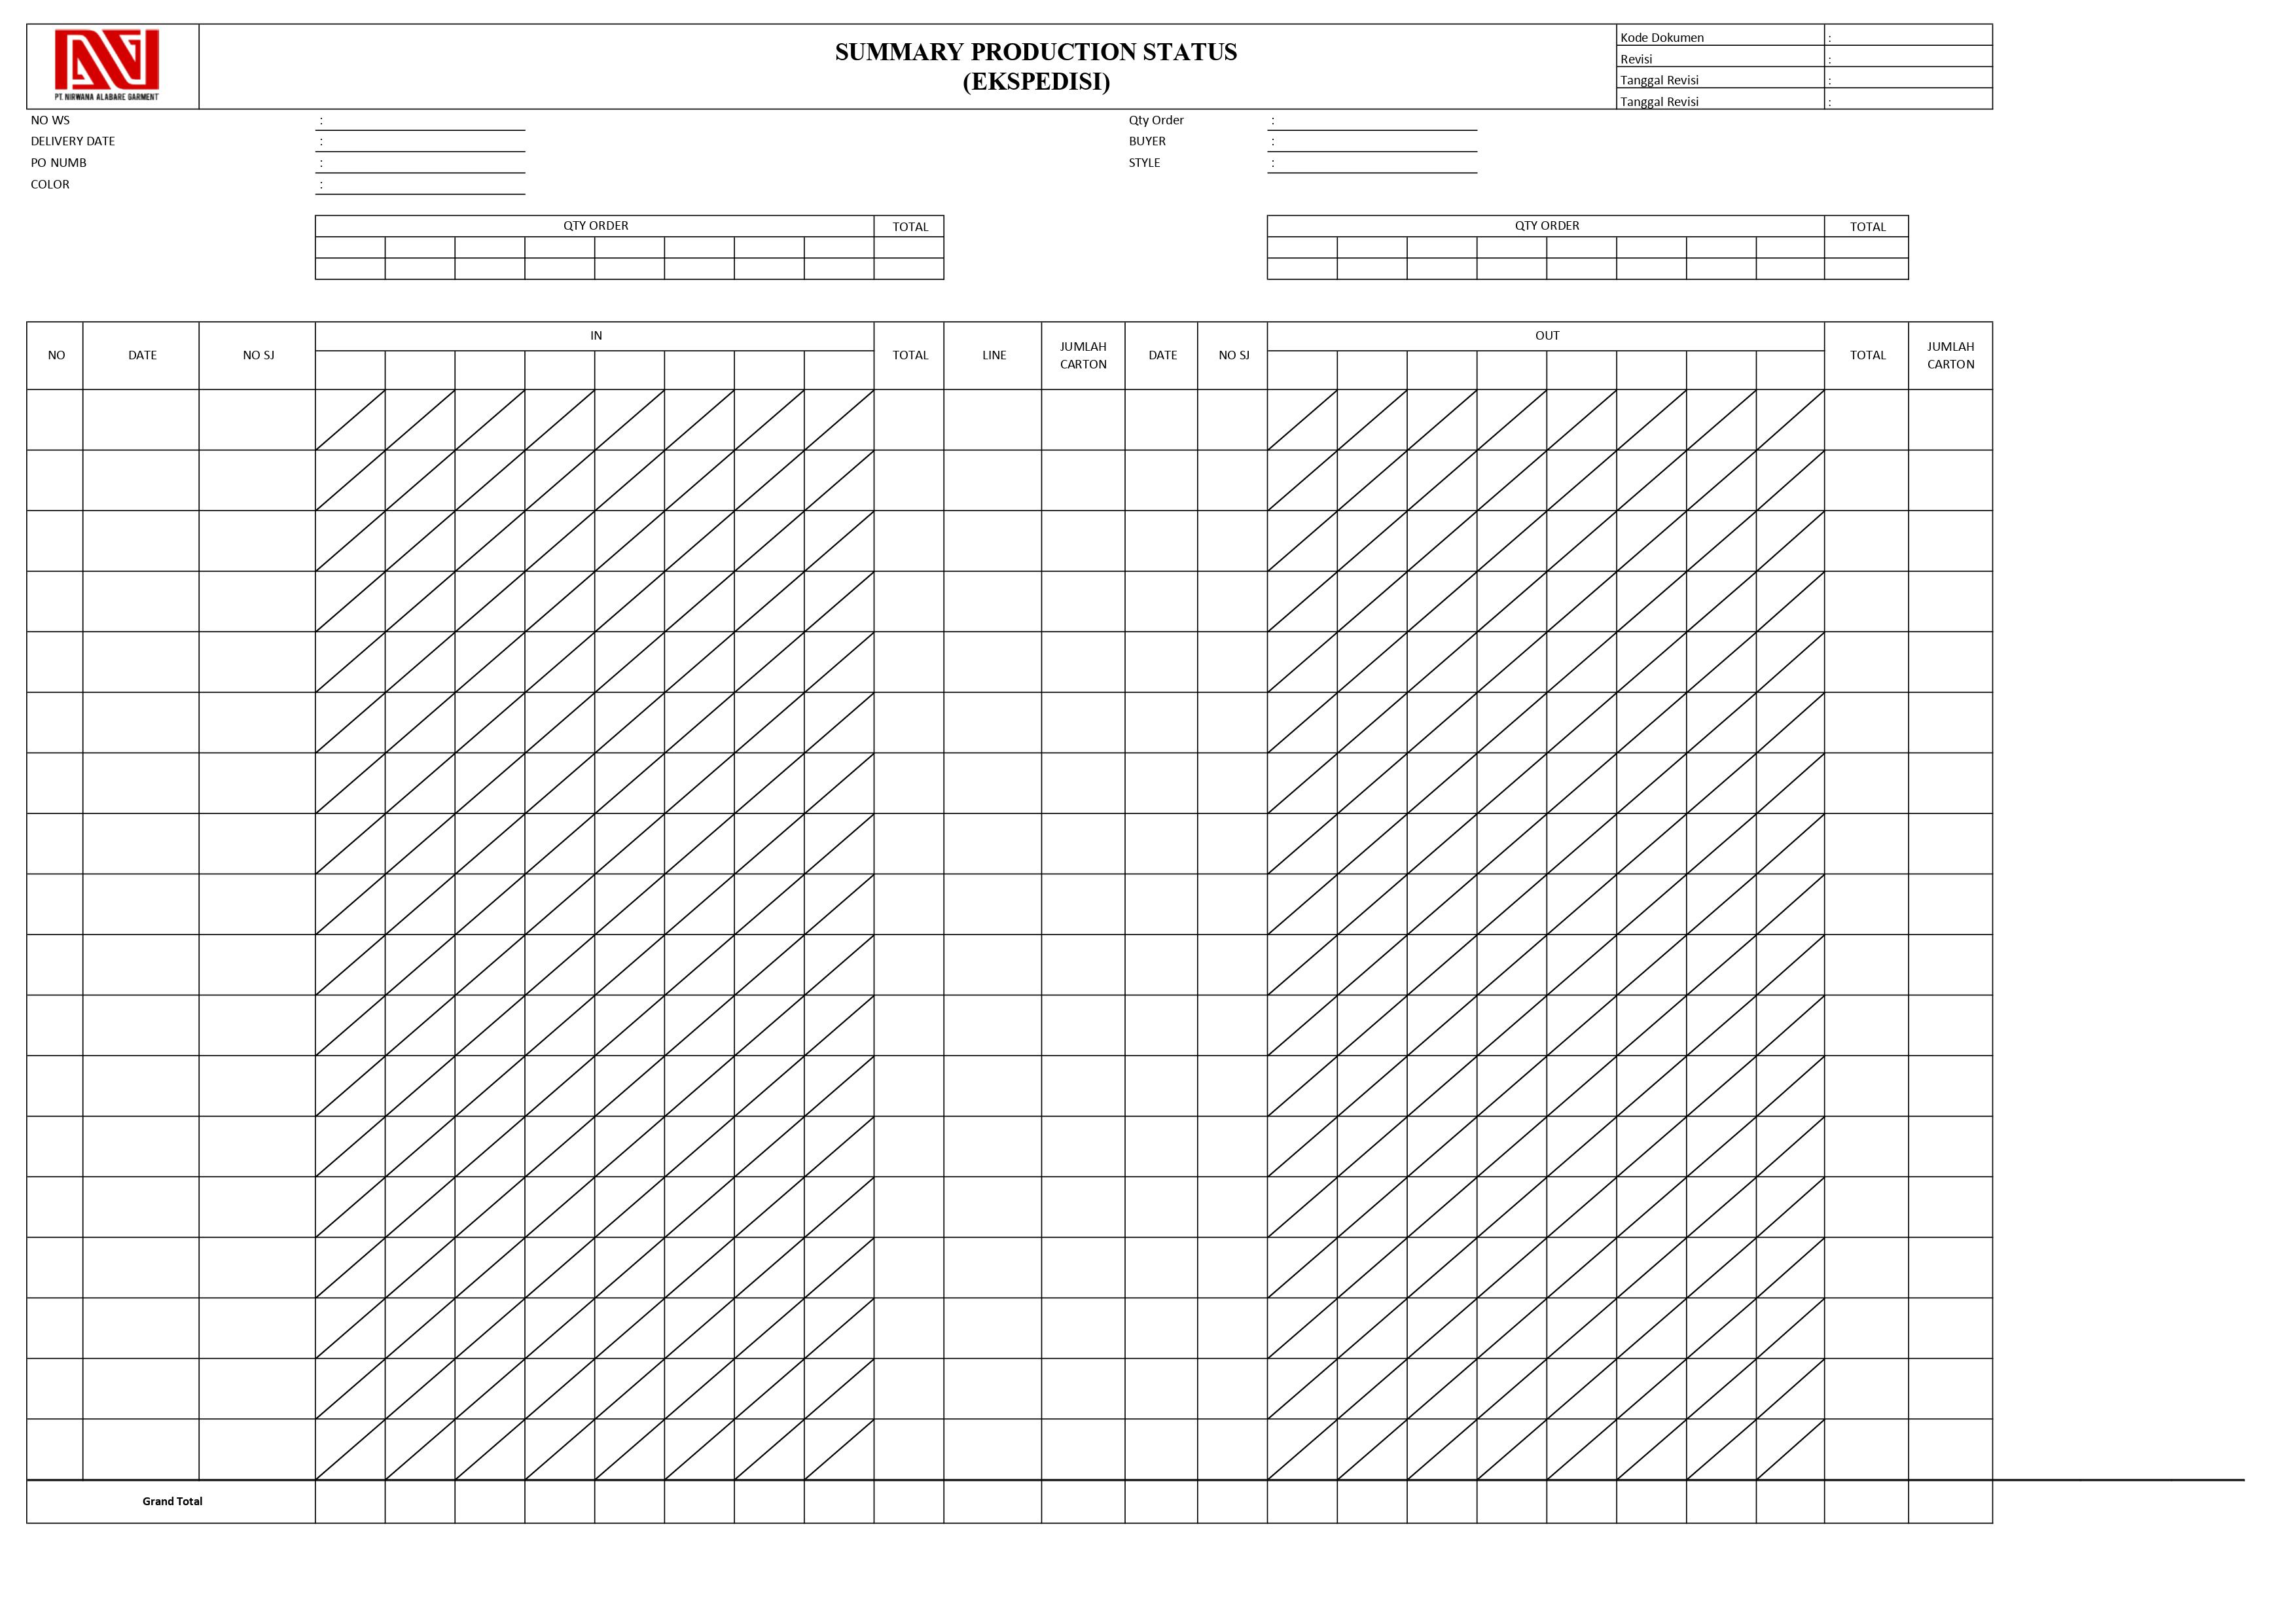 PT. NIRWANA ALABARE GARMENT
SUMMARY PRODUCTION STATUS
(EKSPEDISI)
Kode Dokumen :
Revisi :
Tanggal Revisi :
Tanggal Revisi :
NO WS : Qty Order :
DELIVERY DATE : BUYER :
PO NUMB : STYLE :
COLOR :
QTY ORDER TOTAL QTY ORDER TOTAL
NO DATE NO SJ IN TOTAL LINE JUMLAH CARTON DATE NO SJ OUT TOTAL JUMLAH CARTON
Grand Total